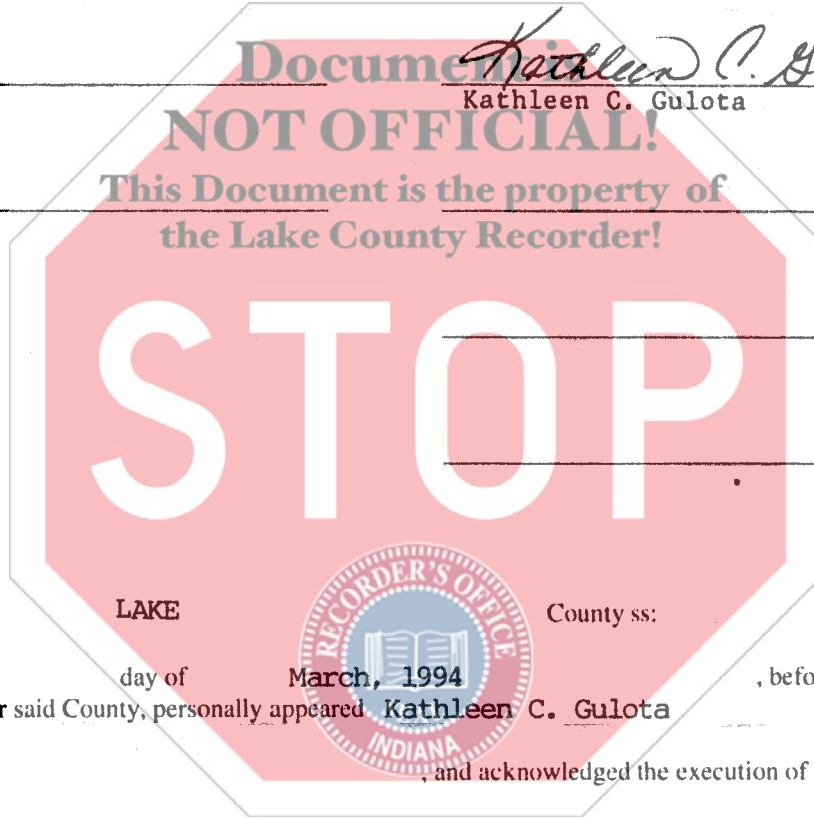 Kathleen C. G
Document is
Kathleen C. Gulota
NOT OFFICIAL!
This Document is the property of
the Lake County Recorder!
STOP
LAKE County ss:
RECORDER'S OFFICE
day of March, 1994 , befo
r said County, personally appeared Kathleen C. Gulota
INDIANA
, and acknowledged the execution of